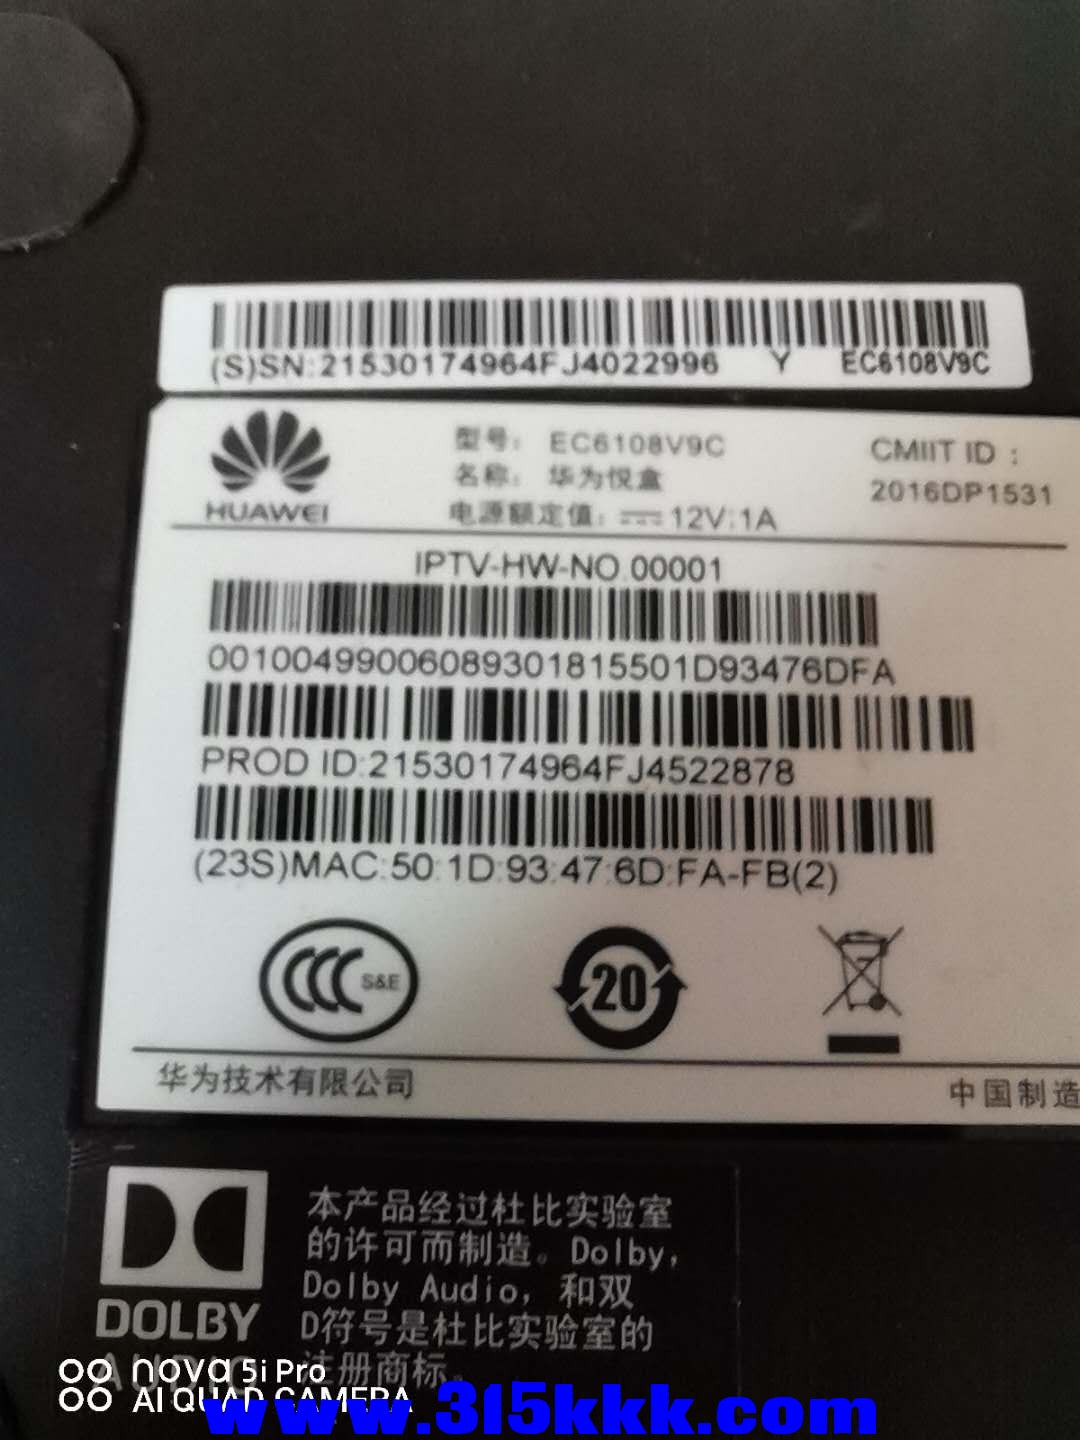 (S)SN:21530174964FJ4022996 Y EC6108V9C
HUAWEI
型号: EC6108V9C
名称: 华为悦盒
电源额定值: 12V;1A
CMIIT ID :
2016DP1531
IPTV-HW-NO.00001
00100499006089301815501D93476DFA
PROD ID:21530174964FJ4522878
(23S)MAC:50:1D:93:47:6D:FA-FB(2)
S&E
20
华为技术有限公司
中国制造
DOLBY
AUDIO
本产品经过杜比实验室
的许可而制造。Dolby,
Dolby Audio, 和双
D符号是杜比实验室的
注册商标。
nova 5i Pro
AI QUAD CAMERA
www.315kkk.com